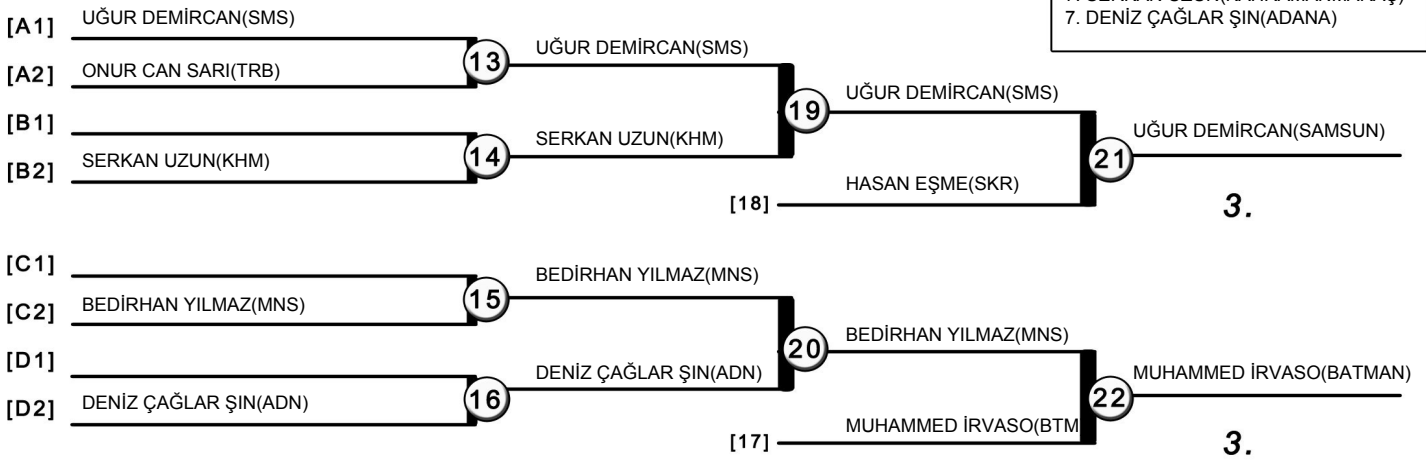 7. DENİZ ÇAĞLAR ŞIN(ADANA)
[A1] UĞUR DEMİRCAN(SMS)
[A2] ONUR CAN SARI(TRB)
13
UĞUR DEMİRCAN(SMS)
[B1]
[B2] SERKAN UZUN(KHM)
14
SERKAN UZUN(KHM)
19
UĞUR DEMİRCAN(SMS)
[18] HASAN EŞME(SKR)
21
UĞUR DEMİRCAN(SAMSUN)
3.
[C1]
[C2] BEDİRHAN YILMAZ(MNS)
15
BEDİRHAN YILMAZ(MNS)
[D1]
[D2] DENİZ ÇAĞLAR ŞIN(ADN)
16
DENİZ ÇAĞLAR ŞIN(ADN)
20
BEDİRHAN YILMAZ(MNS)
[17] MUHAMMED İRVASO(BTM
22
MUHAMMED İRVASO(BATMAN)
3.